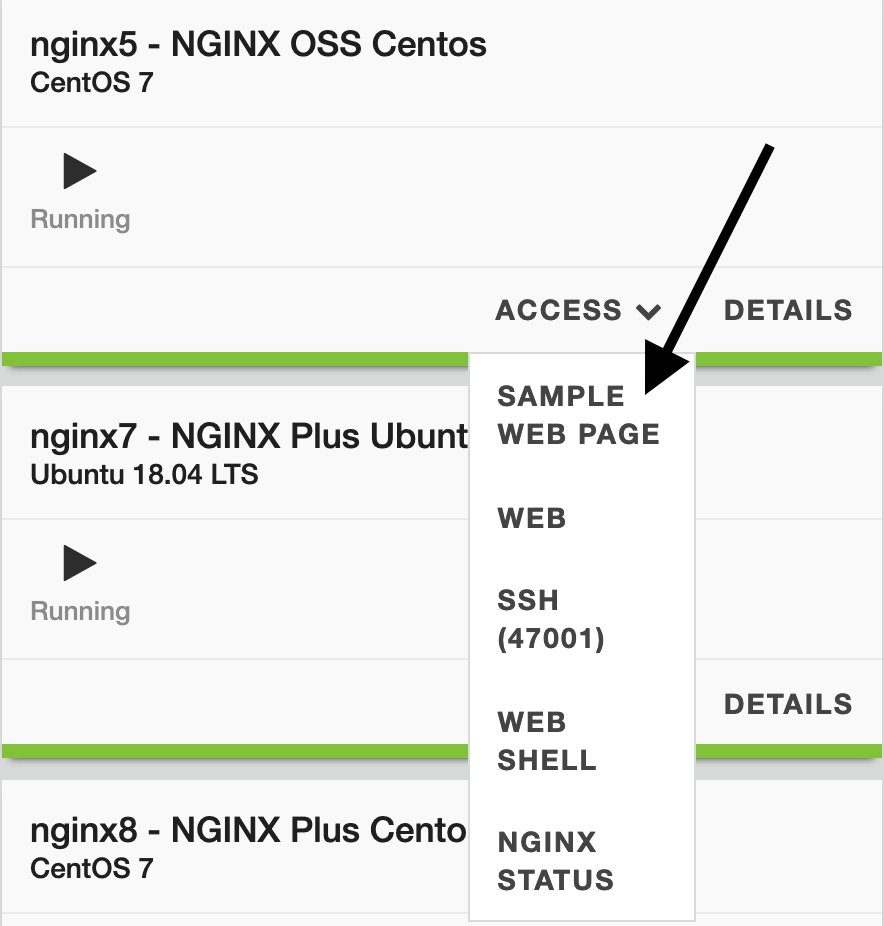 nginx5 - NGINX OSS Centos
CentOS 7
Running
ACCESS DETAILS
SAMPLE
WEB PAGE
WEB
SSH
(47001)
WEB
SHELL
NGINX
STATUS
nginx7 - NGINX Plus Ubunt
Ubuntu 18.04 LTS
Running
DETAILS
nginx8 - NGINX Plus Cento
CentOS 7